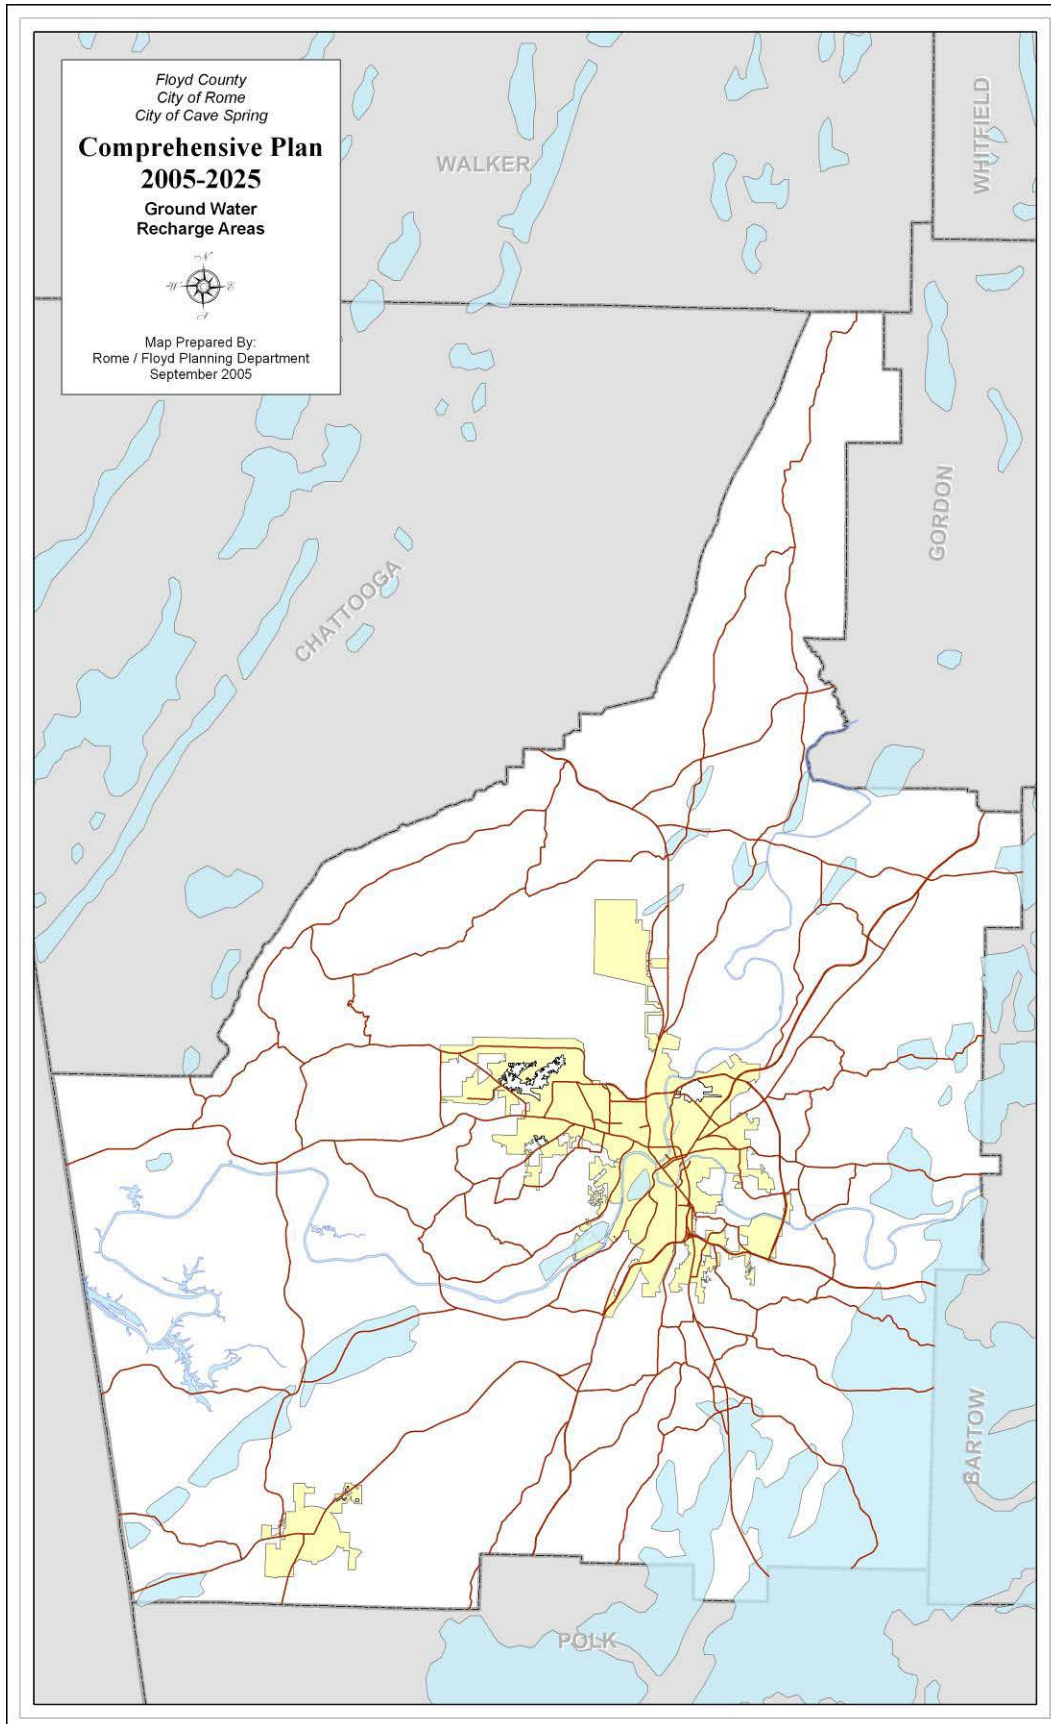 Floyd County
City of Rome
City of Cave Spring
Comprehensive Plan
2005-2025
Ground Water
Recharge Areas
N
W
E
S
Map Prepared By:
Rome / Floyd Planning Department
September 2005
WALKER
WHITFIELD
GORDON
CHATTOOGA
BARTOW
POLK